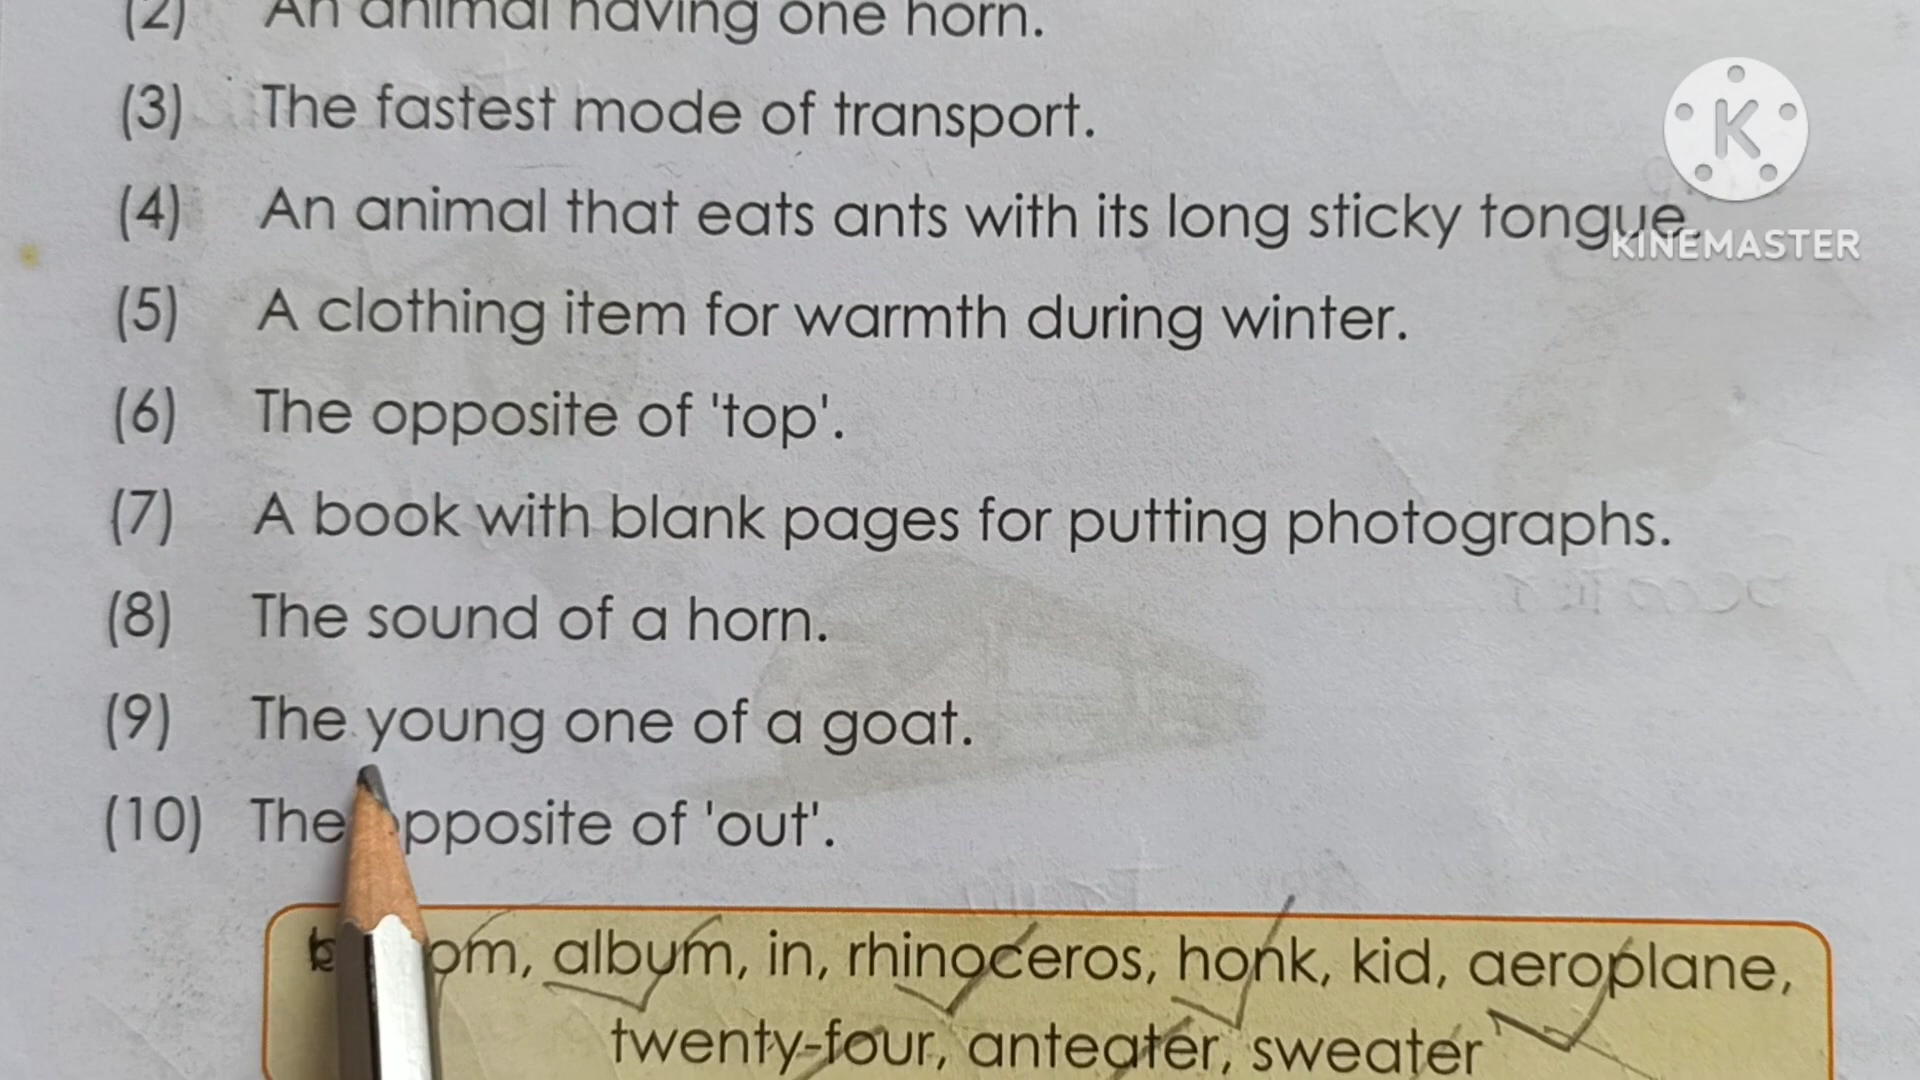 (2) An animal having one horn.
(3) The fastest mode of transport.
(4) An animal that eats ants with its long sticky tongue.
KINEMASTER
(5) A clothing item for warmth during winter.
(6) The opposite of 'top'.
(7) A book with blank pages for putting photographs.
(8) The sound of a horn.
(9) The young one of a goat.
(10) The opposite of 'out'.
album, in, rhinoceros, honk, kid, aeroplane,
twenty-four, anteater, sweater